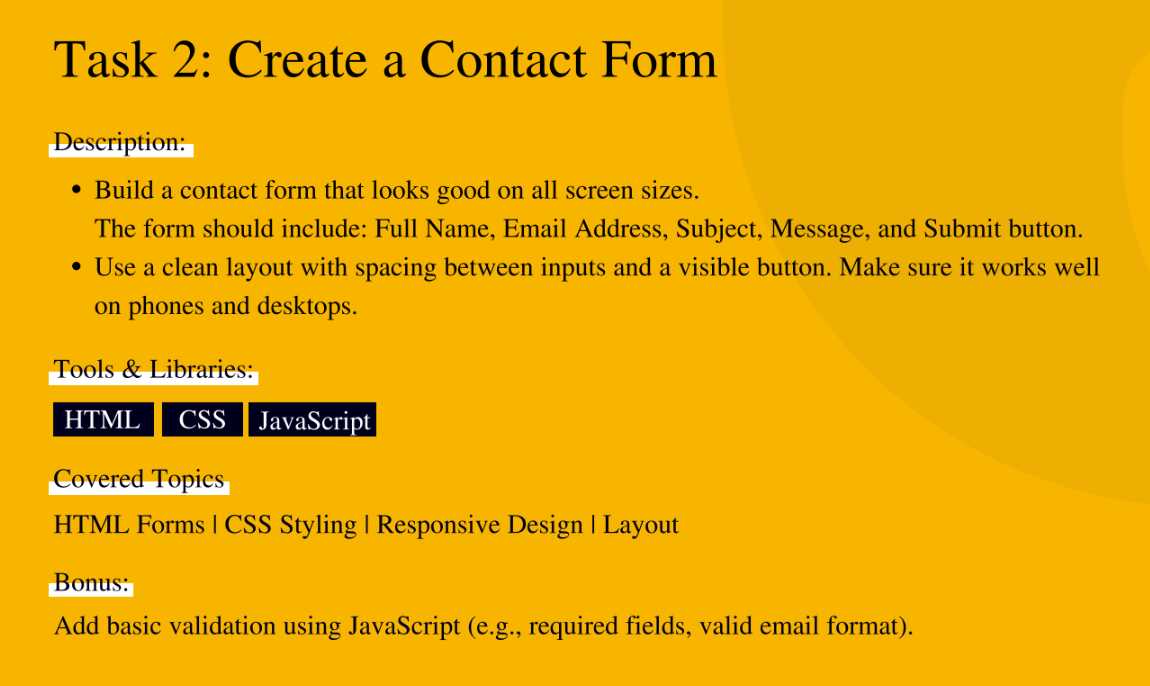 Task 2: Create a Contact Form
Description:
• Build a contact form that looks good on all screen sizes.
The form should include: Full Name, Email Address, Subject, Message, and Submit button.
• Use a clean layout with spacing between inputs and a visible button. Make sure it works well
on phones and desktops.
Tools & Libraries:
HTML CSS JavaScript
Covered Topics
HTML Forms | CSS Styling | Responsive Design | Layout
Bonus:
Add basic validation using JavaScript (e.g., required fields, valid email format).